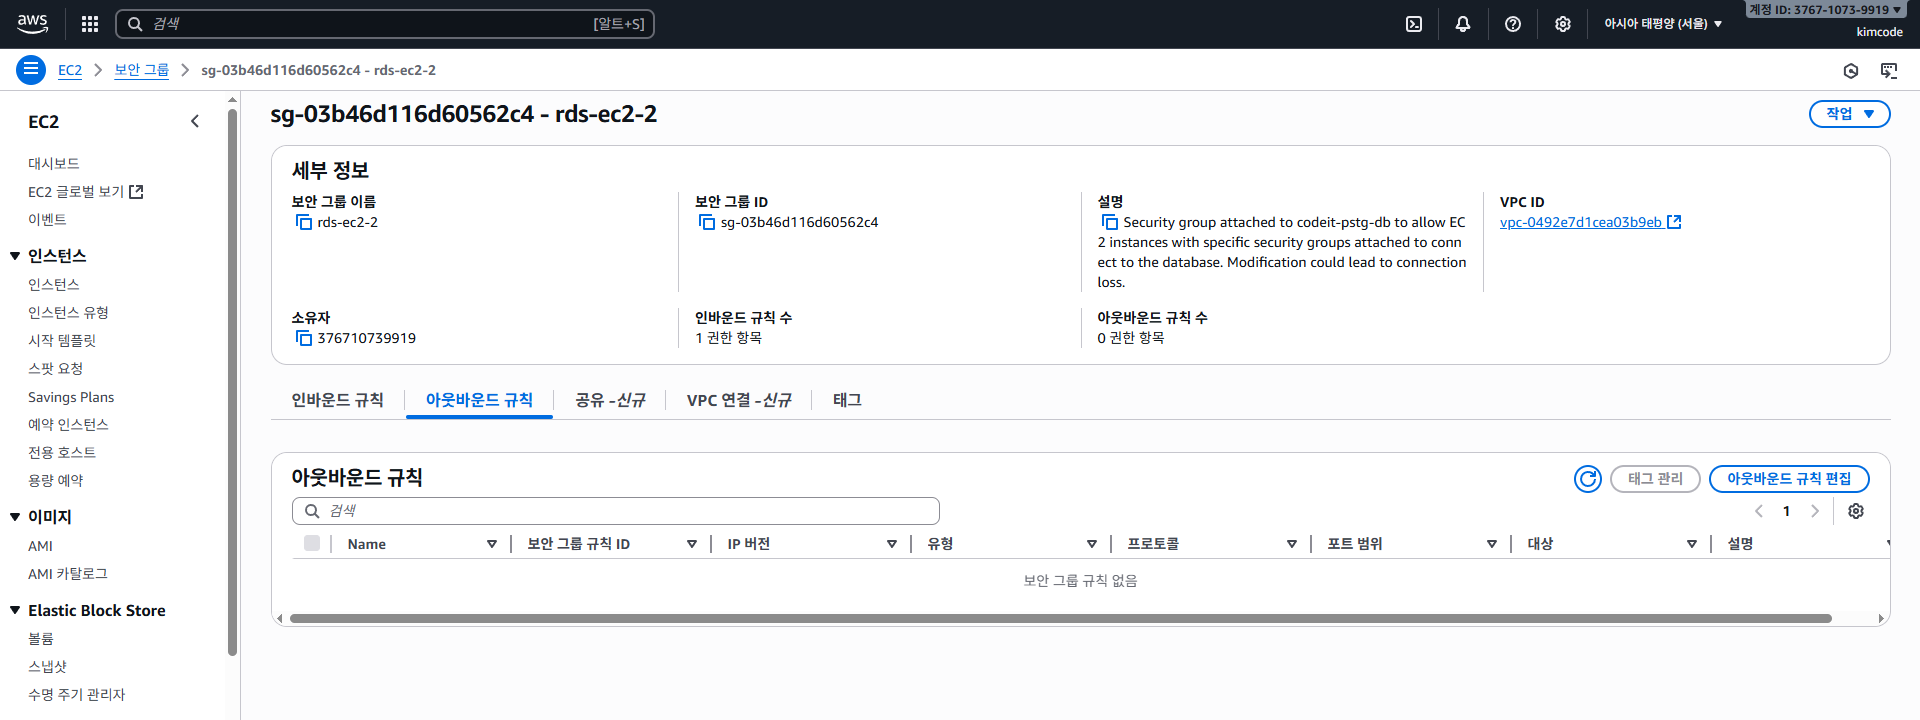 aws
검색
[알트+S]
아시아 태평양 (서울)
계정 ID: 3767-1073-9919
kimcode
EC2
보안 그룹
sg-03b46d116d60562c4 - rds-ec2-2
EC2
대시보드
EC2 글로벌 보기
이벤트
인스턴스
인스턴스
인스턴스 유형
시작 템플릿
스팟 요청
Savings Plans
예약 인스턴스
전용 호스트
용량 예약
이미지
AMI
AMI 카탈로그
Elastic Block Store
볼륨
스냅샷
수명 주기 관리자
sg-03b46d116d60562c4 - rds-ec2-2
작업
세부 정보
보안 그룹 이름
rds-ec2-2
보안 그룹 ID
sg-03b46d116d60562c4
설명
Security group attached to codeit-pstg-db to allow EC
2 instances with specific security groups attached to conn
ect to the database. Modification could lead to connection
loss.
VPC ID
vpc-0492e7d1cea03b9eb
소유자
376710739919
인바운드 규칙 수
1 권한 항목
아웃바운드 규칙 수
0 권한 항목
인바운드 규칙
아웃바운드 규칙
공유 -신규
VPC 연결 -신규
태그
아웃바운드 규칙
태그 관리
아웃바운드 규칙 편집
검색
1
Name
보안 그룹 규칙 ID
IP 버전
유형
프로토콜
포트 범위
대상
설명
보안 그룹 규칙 없음